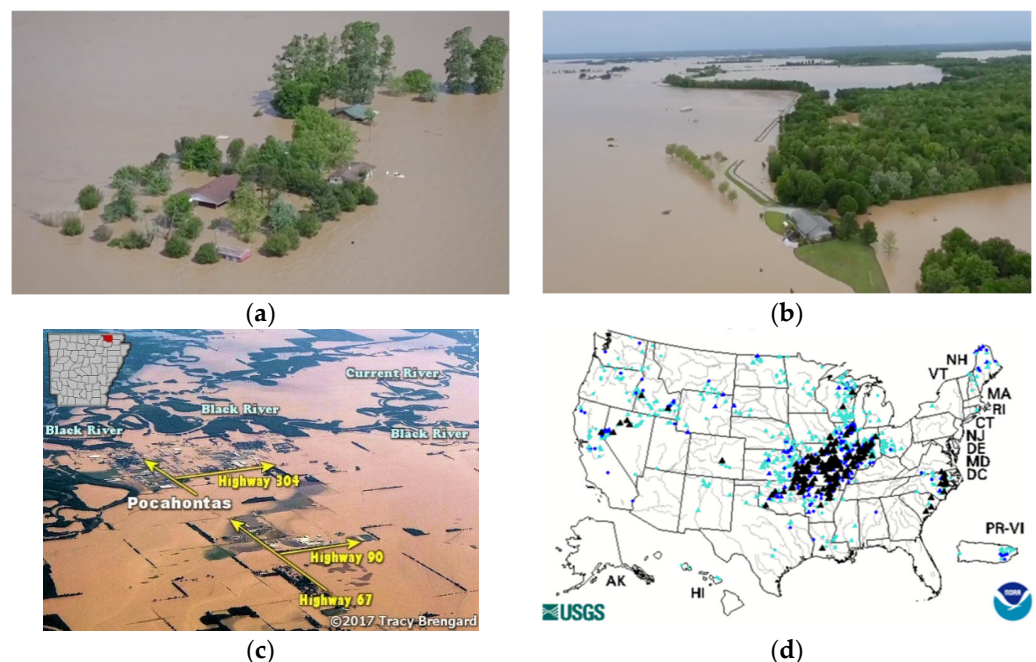 (a)
(b)
Current River
Black River
Black River
Black River
Highway 304
Pocahontas
Highway 90
Highway 67
©2017 Tracy Brengard
(c)
NH
VT
MA
RI
CT
NJ
DE
MD
DC
PR-VI
AK
HI
USGS
NOAA
(d)